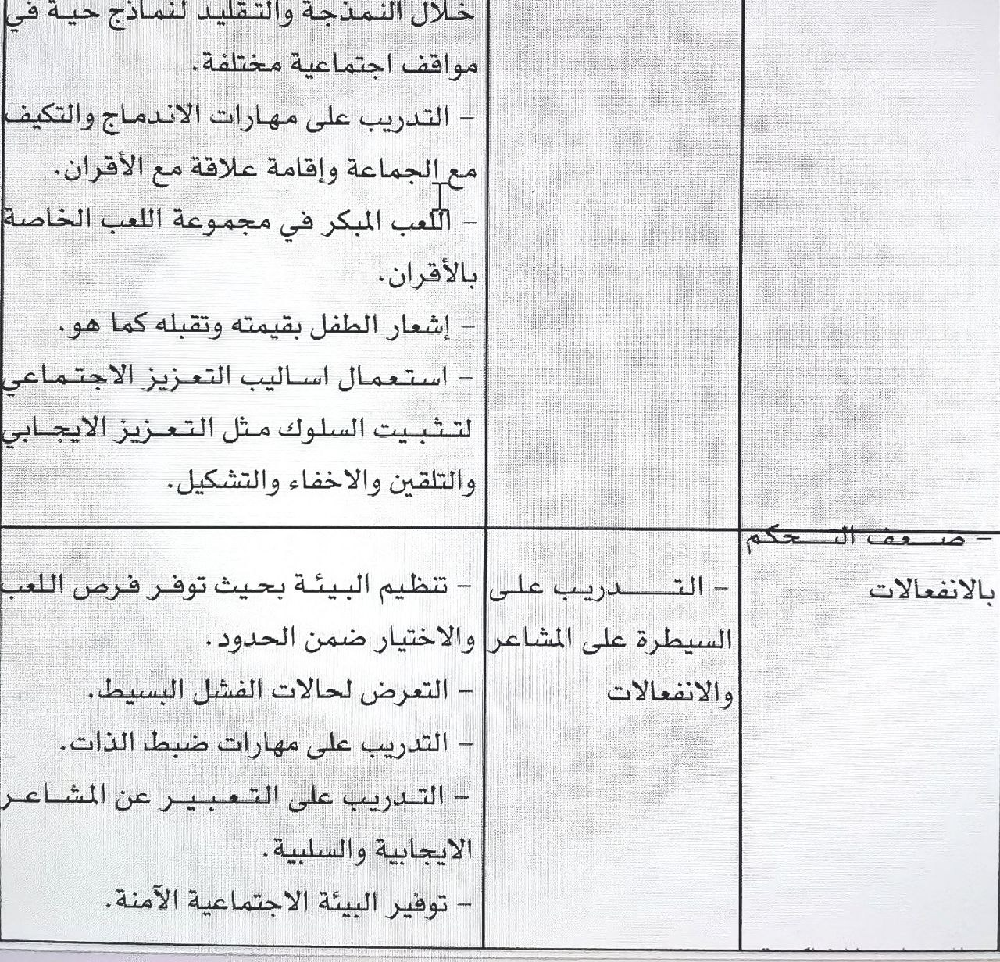 خلال النمذجة والتقليد لنماذج حية في
مواقف اجتماعية مختلفة.
- التدريب على مهارات الاندماج والتكيف
مع الجماعة وإقامة علاقة مع الأقران.
- اللعب المبكر في مجموعة اللعب الخاصة
بالأقران.
- إشعار الطفل بقيمته وتقبله كما هو.
- استعمال اساليب التعزيز الاجتماعي
لتثبيت السلوك مثل التعزيز الايجابي
والتلقين والاخفاء والتشكيل.
- ضعف التحكم
بالانفعالات
- التدريب على
السيطرة على المشاعر
والانفعالات
- تنظيم البيئة بحيث توفر فرص اللعب
والاختيار ضمن الحدود.
- التعرض لحالات الفشل البسيط.
- التدريب على مهارات ضبط الذات.
- التدريب على التعبير عن المشاعر
الايجابية والسلبية.
- توفير البيئة الاجتماعية الآمنة.